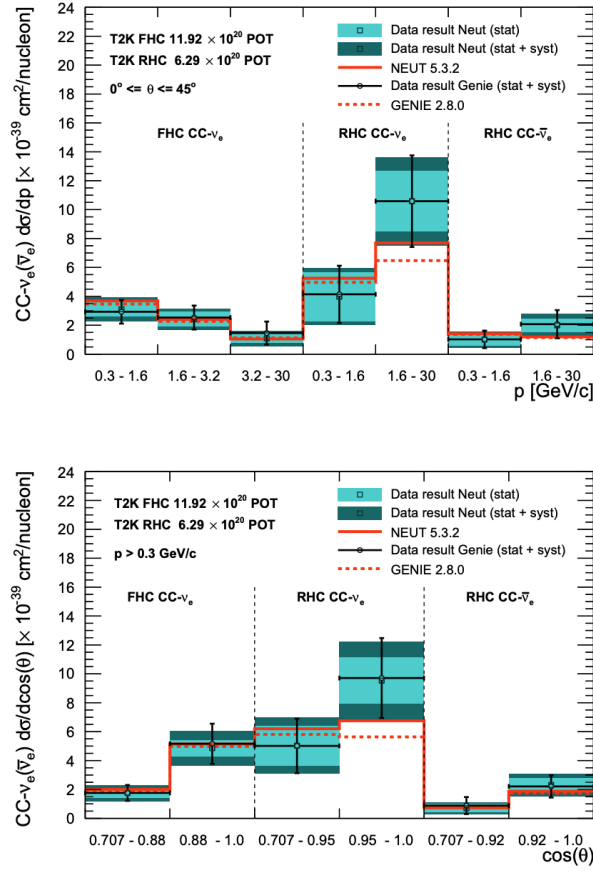 24
22
20
18
16
14
12
10
8
6
4
2
0
CC-νₑ(ν̅ₑ) dσ/dp [× 10⁻³⁹ cm²/nucleon]
T2K FHC 11.92 × 10²⁰ POT
T2K RHC 6.29 × 10²⁰ POT
0° <= θ <= 45°
Data result Neut (stat)
Data result Neut (stat + syst)
NEUT 5.3.2
Data result Genie (stat + syst)
GENIE 2.8.0
FHC CC-νₑ RHC CC-νₑ RHC CC-ν̅ₑ
0.3 - 1.6 1.6 - 3.2 3.2 - 30 0.3 - 1.6 1.6 - 30 0.3 - 1.6 1.6 - 30
p [GeV/c]
24
22
20
18
16
14
12
10
8
6
4
2
0
CC-νₑ(ν̅ₑ) dσ/dcos(θ) [× 10⁻³⁹ cm²/nucleon]
T2K FHC 11.92 × 10²⁰ POT
T2K RHC 6.29 × 10²⁰ POT
p > 0.3 GeV/c
Data result Neut (stat)
Data result Neut (stat + syst)
NEUT 5.3.2
Data result Genie (stat + syst)
GENIE 2.8.0
FHC CC-νₑ RHC CC-νₑ RHC CC-ν̅ₑ
0.707 - 0.88 0.88 - 1.0 0.707 - 0.95 0.95 - 1.0 0.707 - 0.92 0.92 - 1.0
cos(θ)